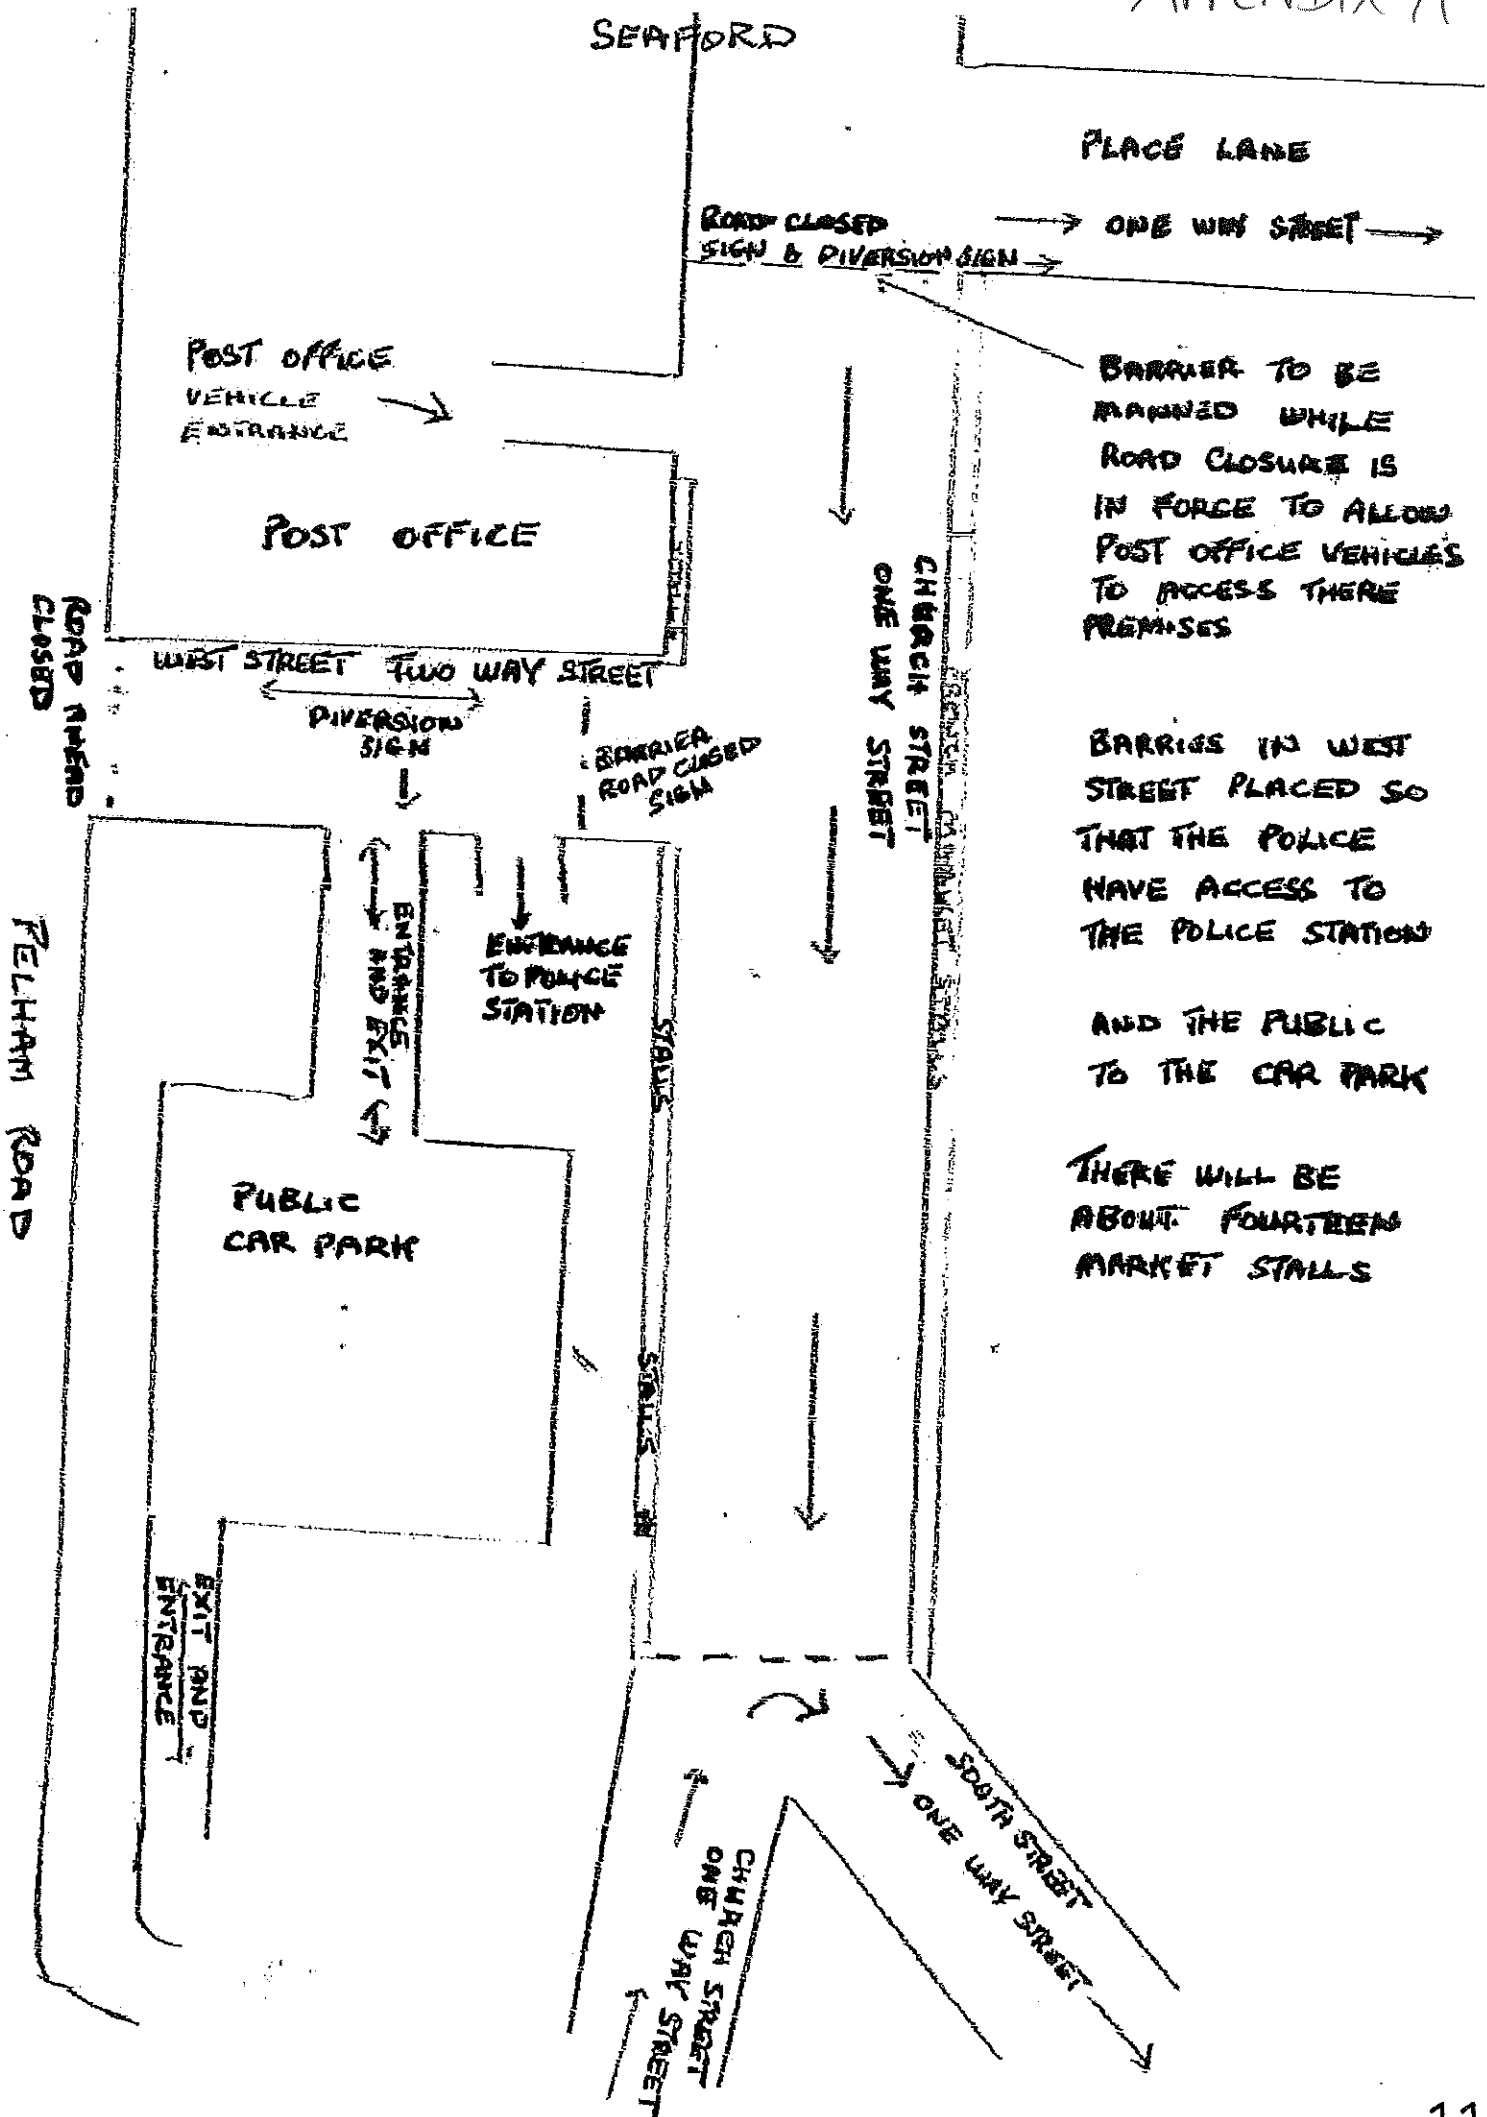 APPENDIX A
SEAFORD
PLACE LANE
ROAD CLOSED
SIGN & DIVERSION SIGN
ONE WAY STREET
POST OFFICE
VEHICLE
ENTRANCE
BARRIER TO BE
MANNED WHILE
ROAD CLOSURE IS
IN FORCE TO ALLOW
POST OFFICE VEHICLES
TO ACCESS THERE
PREMISES
POST OFFICE
CHURCH STREET
ONE WAY STREET
ROAD AHEAD
CLOSED
WEST STREET TWO WAY STREET
DIVERSION
SIGN
BARRIER
ROAD CLOSED
SIGN
FRENCH MARKET STALLS
BARRIES IN WEST
STREET PLACED SO
THAT THE POLICE
HAVE ACCESS TO
THE POLICE STATION
AND THE PUBLIC
TO THE CAR PARK
THERE WILL BE
ABOUT FOURTEEN
MARKET STALLS
ENTRANCE
AND EXIT
ENTRANCE
TO POLICE
STATION
STALLS
PELHAM ROAD
PUBLIC
CAR PARK
STALLS
EXIT AND
ENTRANCE
SOUTH STREET
ONE WAY STREET
CHURCH STREET
ONE WAY STREET
11